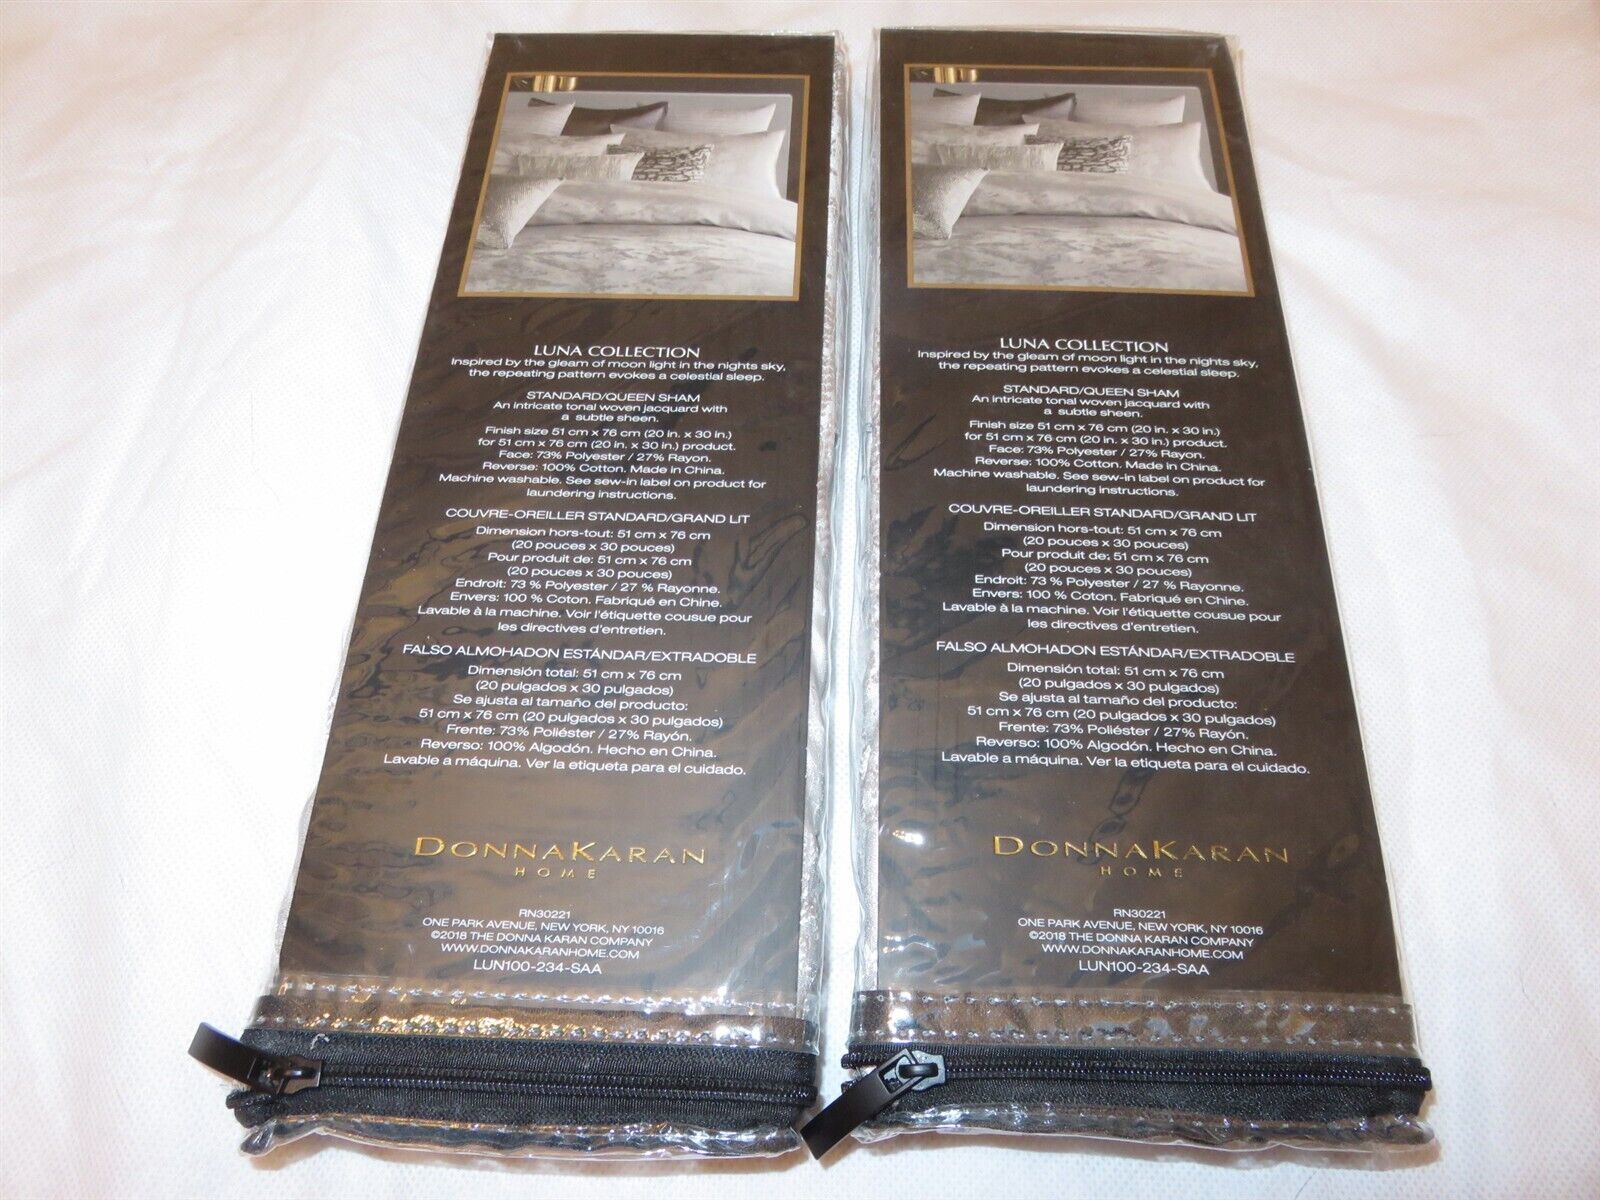 LUNA COLLECTION
Inspired by the gleam of moon light in the nights sky,
the repeating pattern evokes a celestial sleep.
STANDARD/QUEEN SHAM
An intricate tonal woven jacquard with
a subtle sheen.
Finish size 51 cm x 76 cm (20 in. x 30 in.)
for 51 cm x 76 cm (20 in. x 30 in.) product.
Face: 73% Polyester / 27% Rayon.
Reverse: 100% Cotton. Made in China.
Machine washable. See sew-in label on product for
laundering instructions.
COUVRE-OREILLER STANDARD/GRAND LIT
Dimension hors-tout: 51 cm x 76 cm
(20 pouces x 30 pouces)
Pour produit de: 51 cm x 76 cm
(20 pouces x 30 pouces)
Endroit: 73 % Polyester / 27 % Rayonne.
Envers: 100 % Coton. Fabriqué en Chine.
Lavable à la machine. Voir l'étiquette cousue pour
les directives d'entretien.
FALSO ALMOHADON ESTÁNDAR/EXTRADOBLE
Dimensión total: 51 cm x 76 cm
(20 pulgados x 30 pulgados)
Se ajusta al tamaño del producto:
51 cm x 76 cm (20 pulgados x 30 pulgados)
Frente: 73% Poliéster / 27% Rayón.
Reverso: 100% Algodón. Hecho en China.
Lavable a máquina. Ver la etiqueta para el cuidado.
DONNAKARAN
HOME
RN30221
ONE PARK AVENUE, NEW YORK, NY 10016
©2018 THE DONNA KARAN COMPANY
WWW.DONNAKARANHOME.COM
LUN100-234-SAA
LUNA COLLECTION
Inspired by the gleam of moon light in the nights sky,
the repeating pattern evokes a celestial sleep.
STANDARD/QUEEN SHAM
An intricate tonal woven jacquard with
a subtle sheen.
Finish size 51 cm x 76 cm (20 in. x 30 in.)
for 51 cm x 76 cm (20 in. x 30 in.) product.
Face: 73% Polyester / 27% Rayon.
Reverse: 100% Cotton. Made in China.
Machine washable. See sew-in label on product for
laundering instructions.
COUVRE-OREILLER STANDARD/GRAND LIT
Dimension hors-tout: 51 cm x 76 cm
(20 pouces x 30 pouces)
Pour produit de: 51 cm x 76 cm
(20 pouces x 30 pouces)
Endroit: 73 % Polyester / 27 % Rayonne.
Envers: 100 % Coton. Fabriqué en Chine.
Lavable à la machine. Voir l'étiquette cousue pour
les directives d'entretien.
FALSO ALMOHADON ESTÁNDAR/EXTRADOBLE
Dimensión total: 51 cm x 76 cm
(20 pulgados x 30 pulgados)
Se ajusta al tamaño del producto:
51 cm x 76 cm (20 pulgados x 30 pulgados)
Frente: 73% Poliéster / 27% Rayón.
Reverso: 100% Algodón. Hecho en China.
Lavable a máquina. Ver la etiqueta para el cuidado.
DONNAKARAN
HOME
RN30221
ONE PARK AVENUE, NEW YORK, NY 10016
©2018 THE DONNA KARAN COMPANY
WWW.DONNAKARANHOME.COM
LUN100-234-SAA